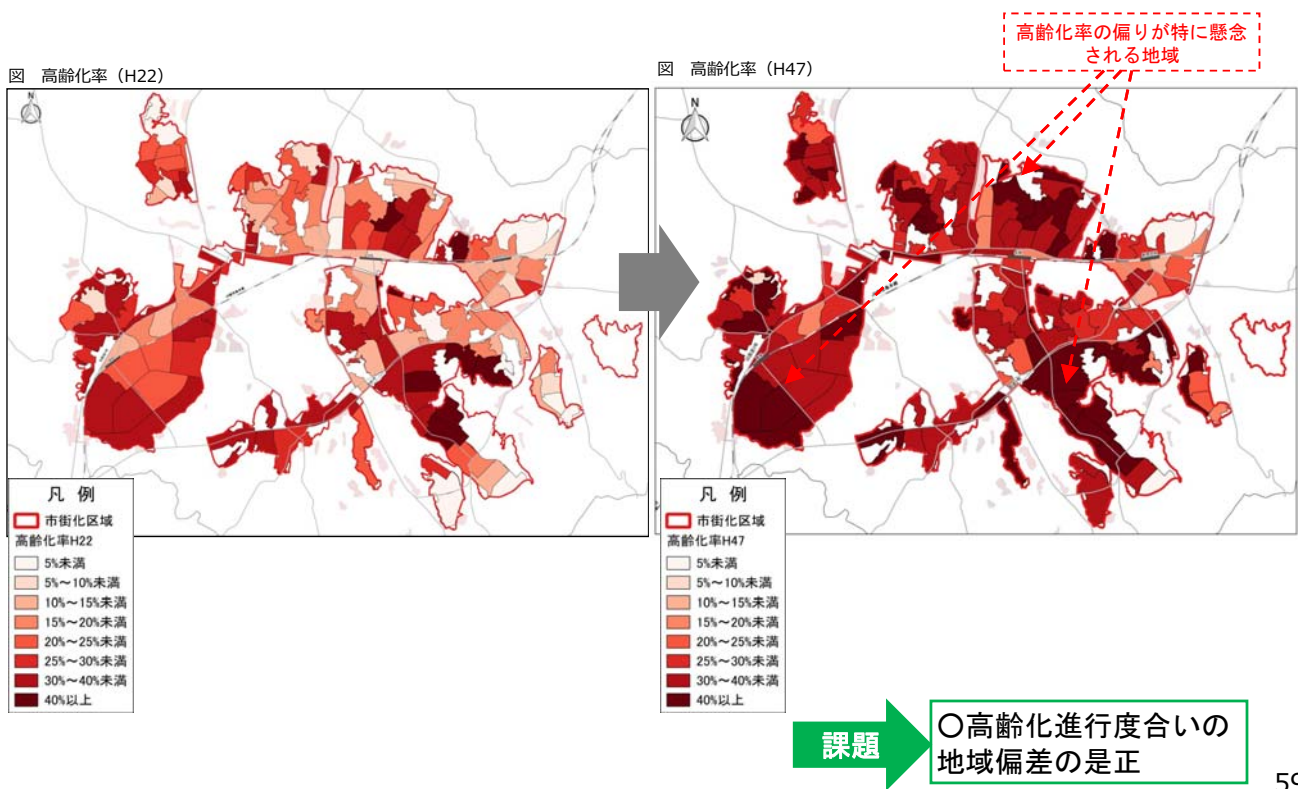 高齢化率の偏りが特に懸念
される地域
図　高齢化率（H22）
図　高齢化率（H47）
N
N
凡 例
市街化区域
高齢化率H22
5%未満
5%～10%未満
10%～15%未満
15%～20%未満
20%～25%未満
25%～30%未満
30%～40%未満
40%以上
凡 例
市街化区域
高齢化率H47
5%未満
5%～10%未満
10%～15%未満
15%～20%未満
20%～25%未満
25%～30%未満
30%～40%未満
40%以上
課題
〇高齢化進行度合いの
地域偏差の是正
59